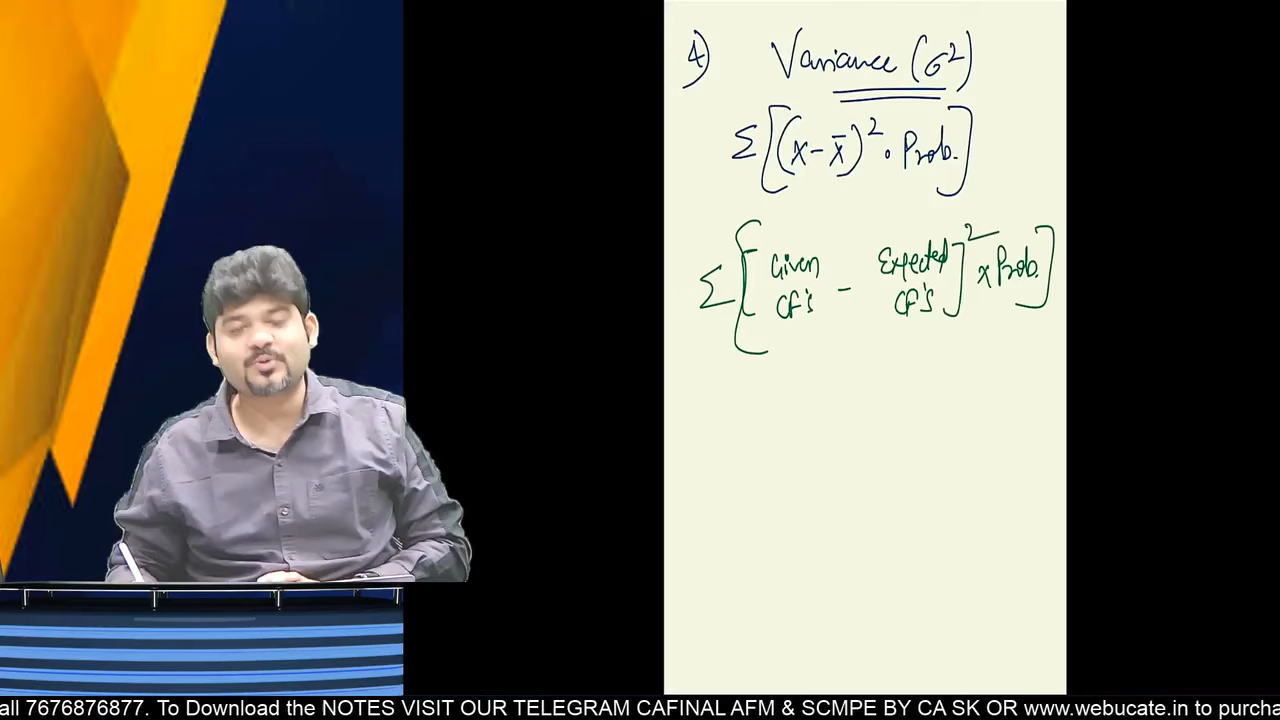 4) Variance (σ²)
Σ[(x-x̄)². Prob.]
Σ[[Given CF's - Expected CF's]² x Prob.]
all 7676876877. To Download the NOTES VISIT OUR TELEGRAM CAFINAL AFM & SCMPE BY CA SK OR www.webucate.in to purcha